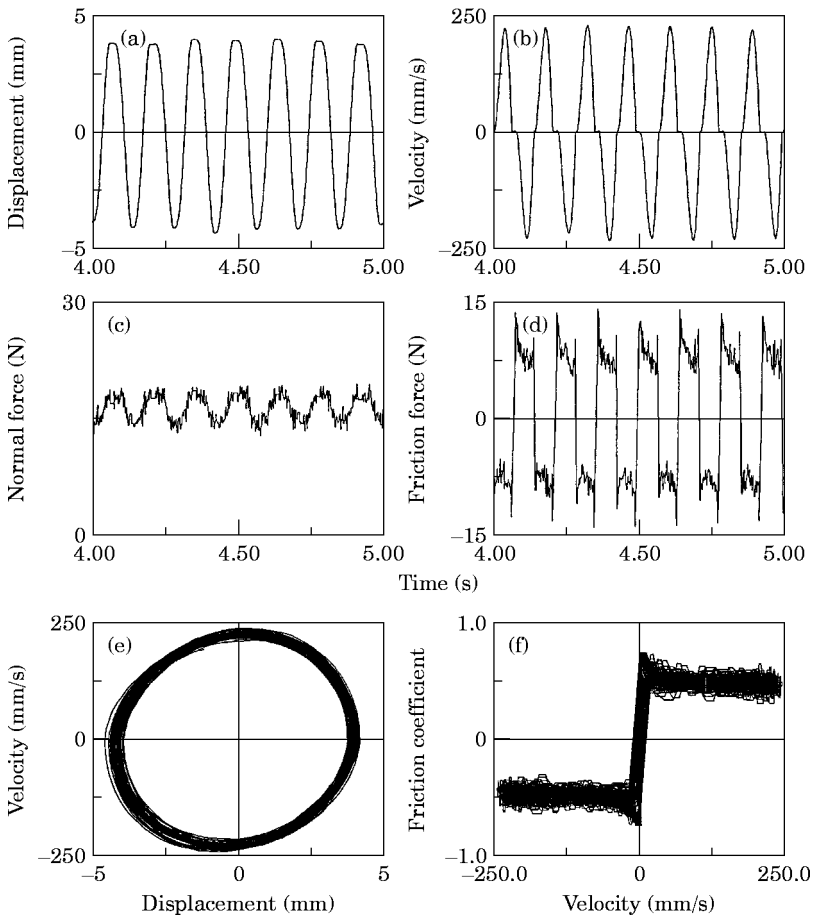 5
(a)
Displacement (mm)
0
−5
4.00
4.50
5.00
250
(b)
Velocity (mm/s)
0
−250
4.00
4.50
5.00
30
(c)
Normal force (N)
0
4.00
4.50
5.00
15
(d)
Friction force (N)
0
−15
4.00
4.50
5.00
Time (s)
250
(e)
Velocity (mm/s)
0
−250
−5
0
5
Displacement (mm)
1.0
(f)
Friction coefficient
0
−1.0
−250.0
0
250.0
Velocity (mm/s)